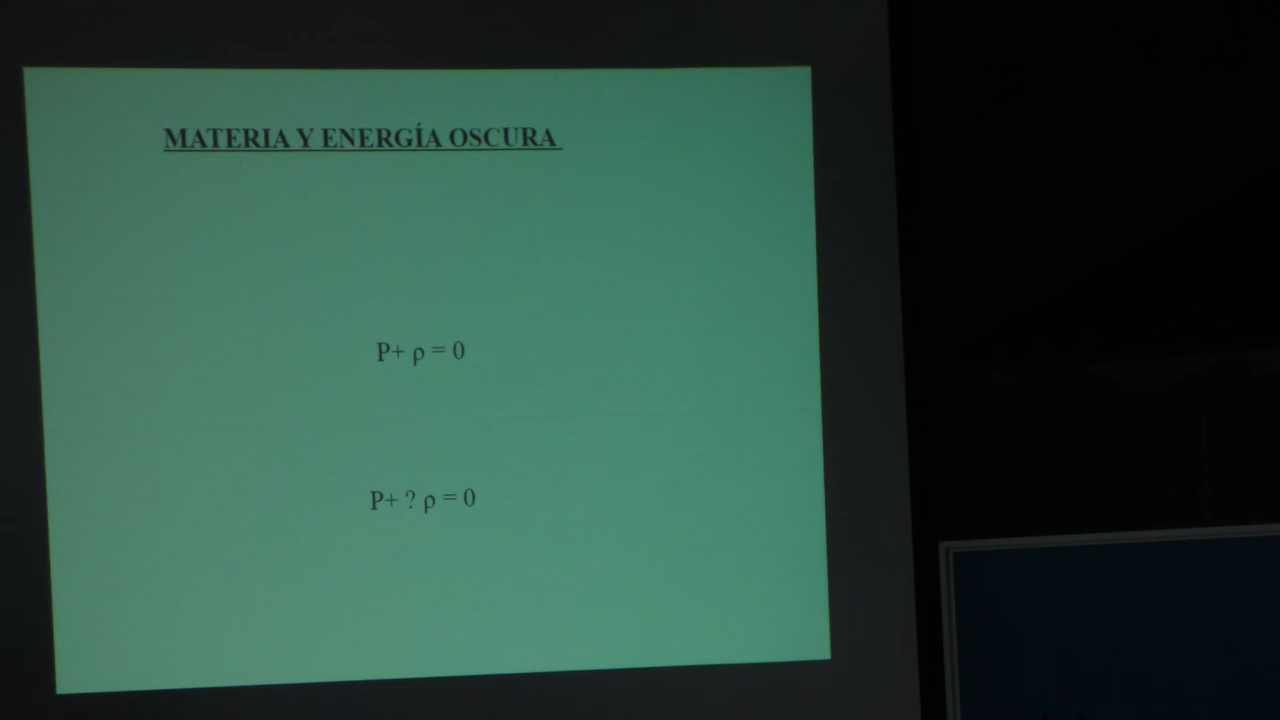 MATERIA Y ENERGÍA OSCURA
P+ ρ = 0
P+ ? ρ = 0